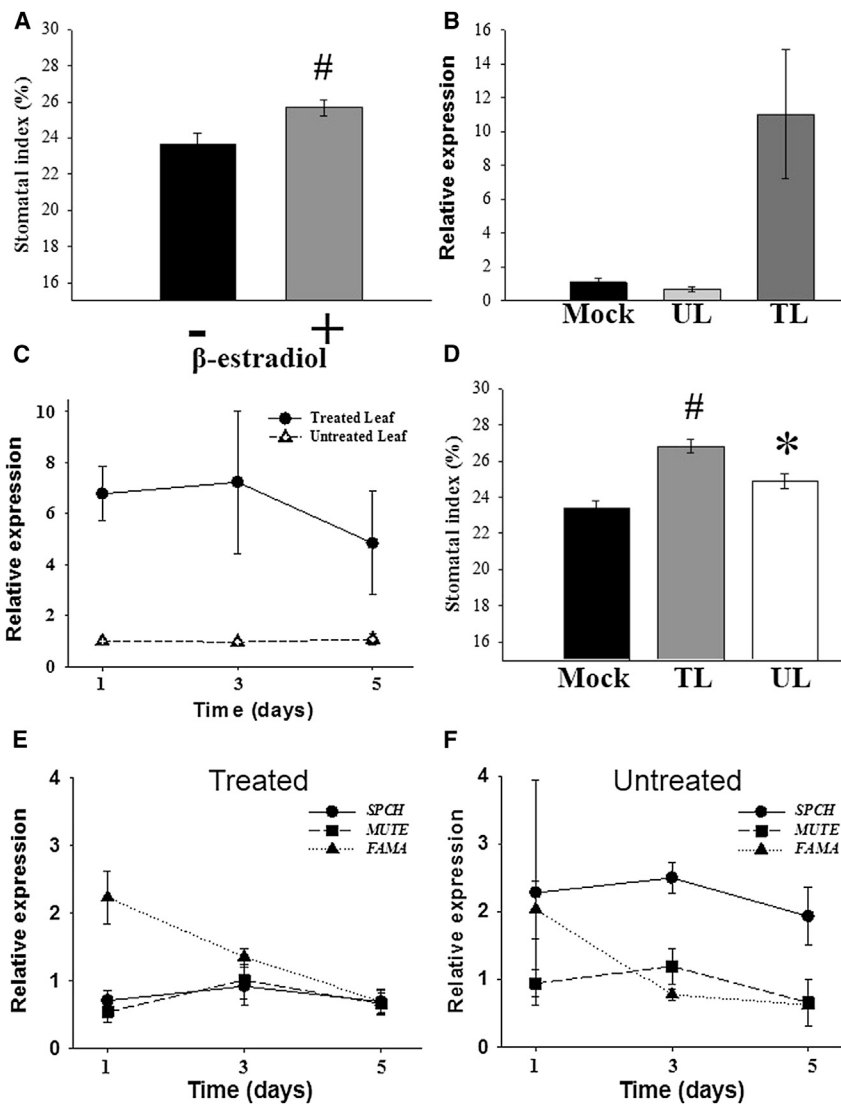 A
Stomatal index (%)
30
28
26
24
22
20
18
16
#
- +
β-estradiol
B
Relative expression
16
14
12
10
8
6
4
2
0
Mock UL TL
C
Relative expression
10
8
6
4
2
0
Treated Leaf
Untreated Leaf
1 3 5
Time (days)
D
Stomatal index (%)
30
28
26
24
22
20
18
16
# *
Mock TL UL
E
Treated
Relative expression
4
3
2
1
0
SPCH
MUTE
FAMA
1 3 5
Time (days)
F
Untreated
Relative expression
4
3
2
1
0
SPCH
MUTE
FAMA
1 3 5
Time (days)